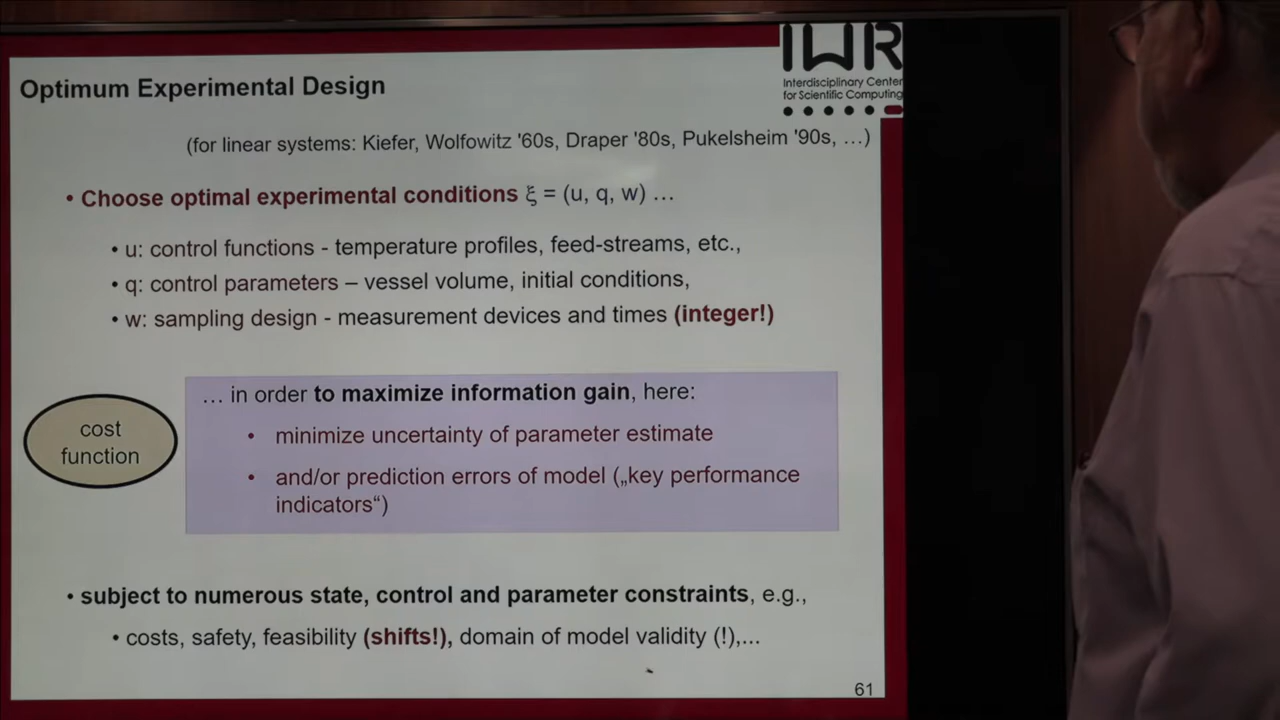 IWR
Interdisciplinary Center
for Scientific Computing
Optimum Experimental Design
(for linear systems: Kiefer, Wolfowitz '60s, Draper '80s, Pukelsheim '90s, …)
• Choose optimal experimental conditions ξ = (u, q, w) …
• u: control functions - temperature profiles, feed-streams, etc.,
• q: control parameters – vessel volume, initial conditions,
• w: sampling design - measurement devices and times (integer!)
cost
function
… in order to maximize information gain, here:
• minimize uncertainty of parameter estimate
• and/or prediction errors of model („key performance
indicators“)
• subject to numerous state, control and parameter constraints, e.g.,
• costs, safety, feasibility (shifts!), domain of model validity (!),...
61